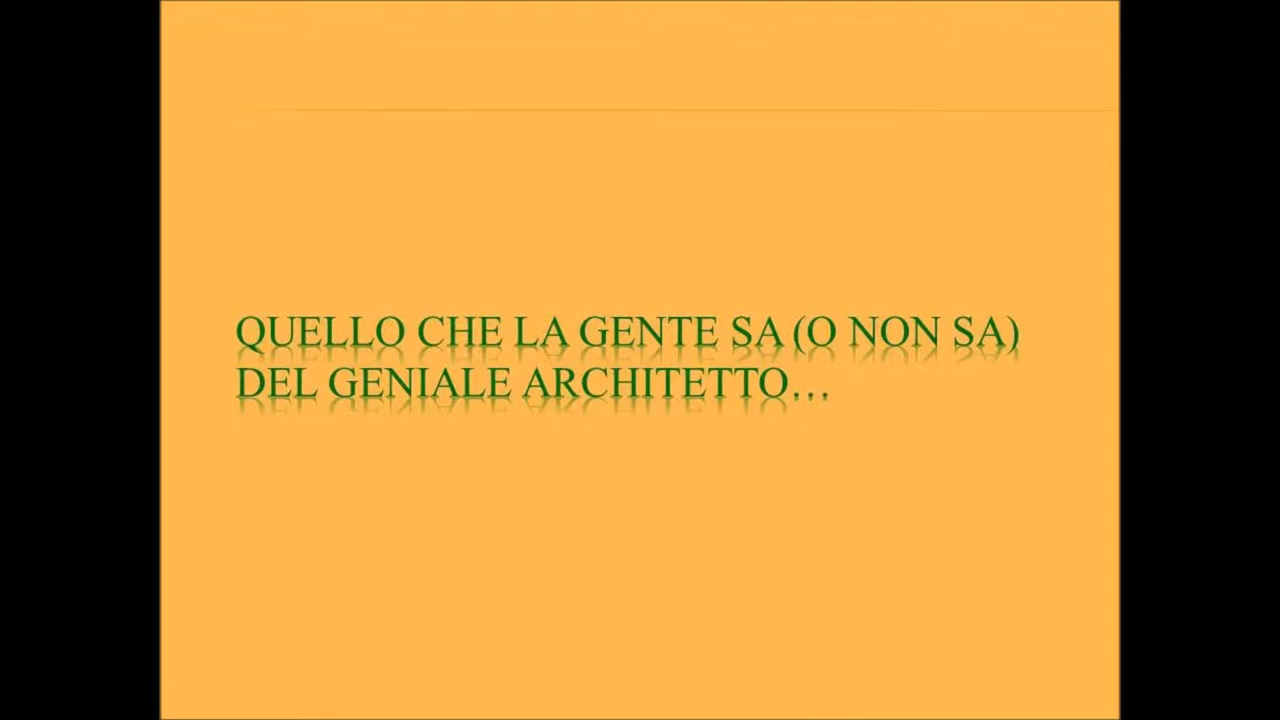 QUELLO CHE LA GENTE SA (O NON SA)
DEL GENIALE ARCHITETTO…